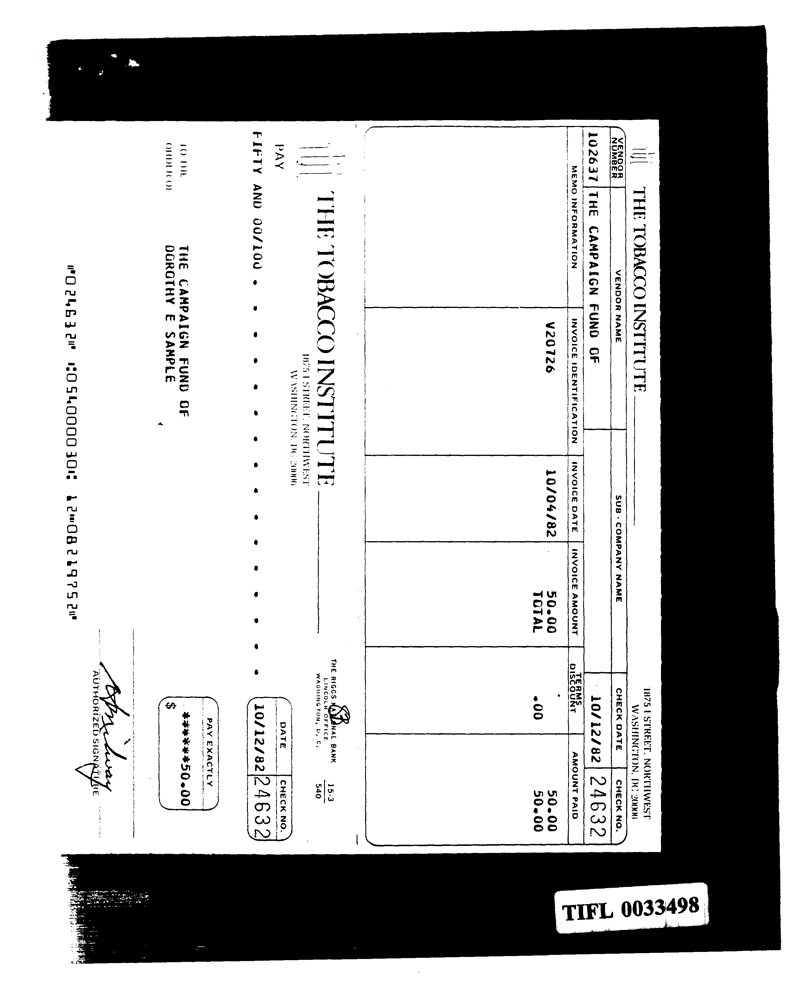 THE TOBACCO INSTITUTE
1875 I STREET, NORTHWEST
WASHINGTON, DC 20006
VENDOR NUMBER VENDOR NAME SUB - COMPANY NAME CHECK DATE CHECK NO.
102637 THE CAMPAIGN FUND OF 10/12/82 24632
MEMO INFORMATION INVOICE IDENTIFICATION INVOICE DATE INVOICE AMOUNT TERMS DISCOUNT AMOUNT PAID
V20726 10/04/82 50.00 .00 50.00
TOTAL 50.00
THE TOBACCO INSTITUTE
1875 I STREET, NORTHWEST
WASHINGTON, DC 20006
THE RIGGS NATIONAL BANK
LINCOLN OFFICE
WASHINGTON, D. C.
15-3
540
DATE CHECK NO.
10/12/82 24632
PAY
FIFTY AND 00/100 . . . . . . . . . . . . . . .
PAY EXACTLY
$ ******50.00
TO THE
ORDER OF
THE CAMPAIGN FUND OF
DOROTHY E SAMPLE
AUTHORIZED SIGNATURE
⑈024632⑈ ⑆054000030⑆ 12⑉08219752⑈
TIFL 0033498